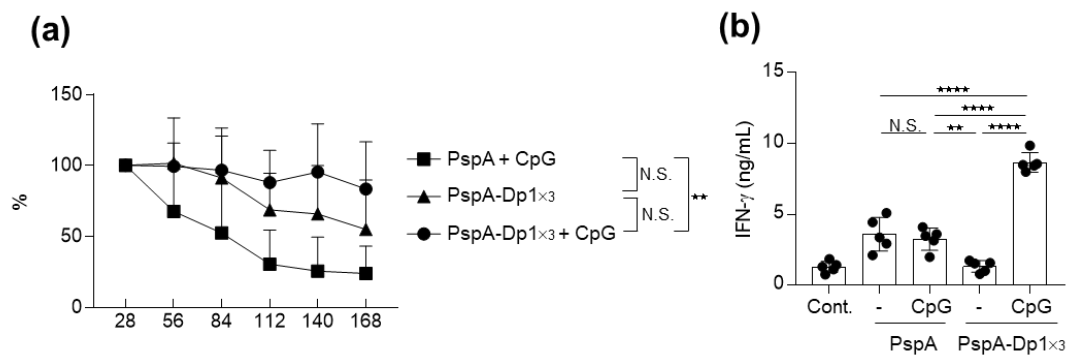 (a)
150
100
50
0
%
28 56 84 112 140 168
PspA + CpG
PspA-Dp1×3
PspA-Dp1×3 + CpG
N.S.
N.S.
★★
(b)
15
10
5
0
IFN-γ (ng/mL)
★★★★
★★★★
N.S. ★★ ★★★★
Cont. - CpG - CpG
PspA PspA-Dp1×3